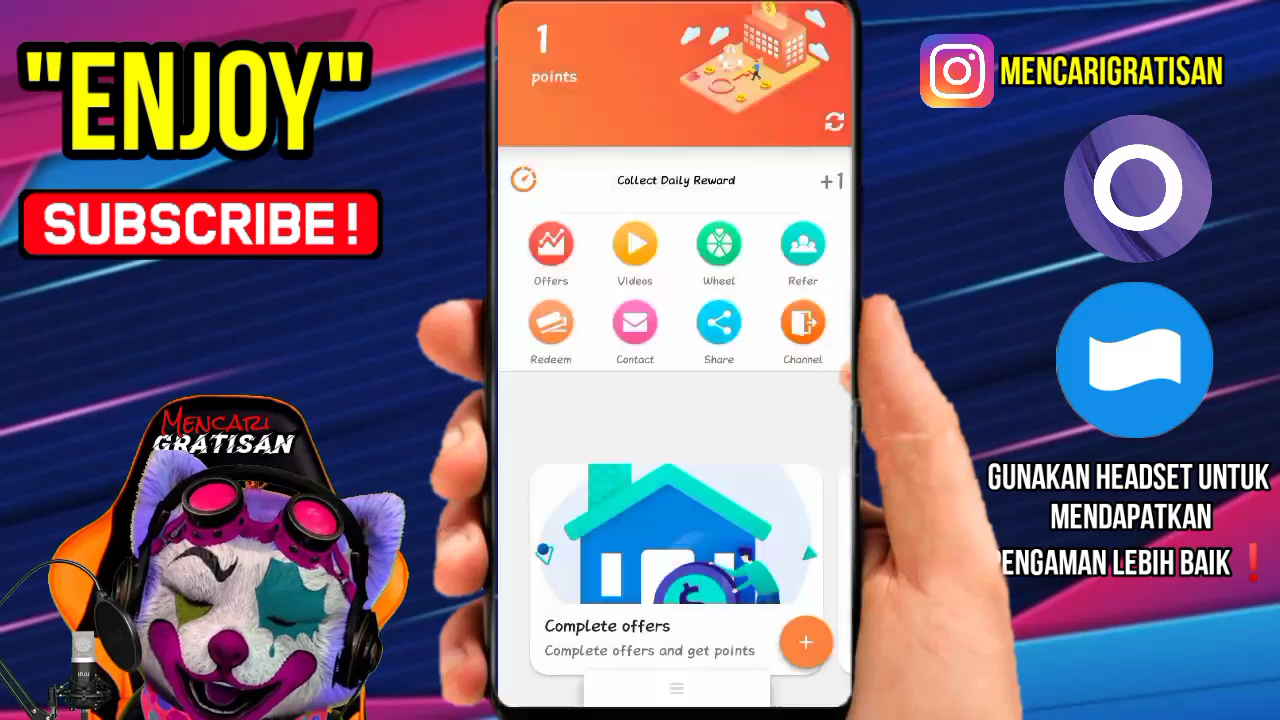 "ENJOY"
SUBSCRIBE!
MENCARI
GRATISAN
1
points
Collect Daily Reward
+1
Offers
Videos
Wheel
Refer
Redeem
Contact
Share
Channel
Complete offers
Complete offers and get points
+
MENCARIGRATISAN
GUNAKAN HEADSET UNTUK
MENDAPATKAN
PENGAMAN LEBIH BAIK ❗